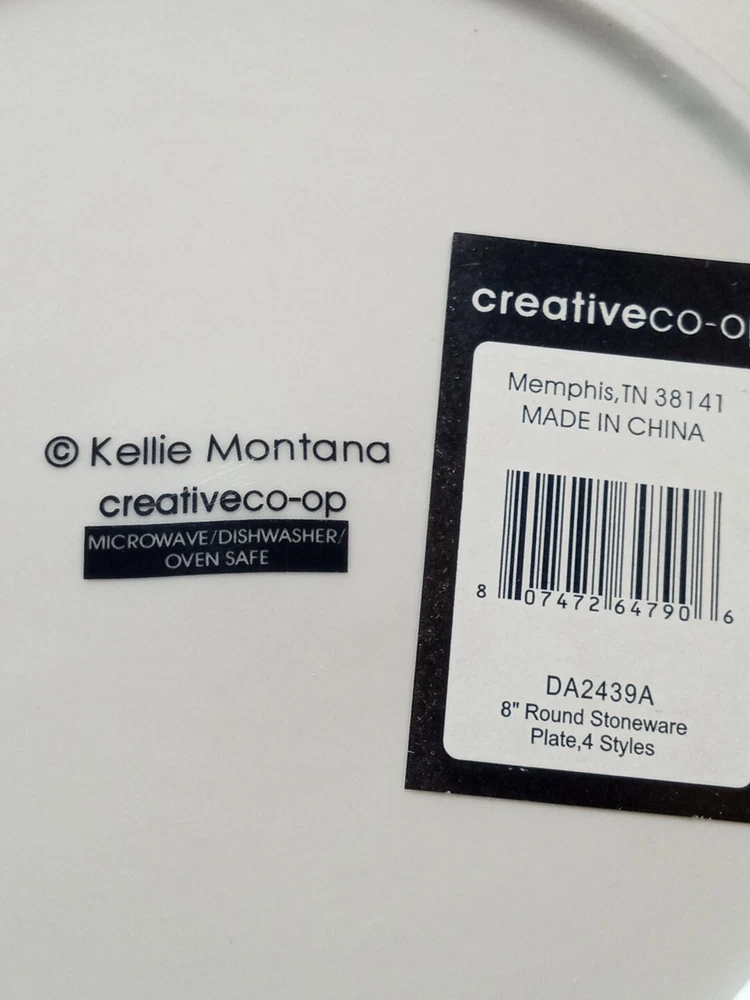 © Kellie Montana
creativeco-op
MICROWAVE/DISHWASHER/
OVEN SAFE
creativeco-o
Memphis,TN 38141
MADE IN CHINA
8 07472 64790 6
DA2439A
8" Round Stoneware
Plate,4 Styles